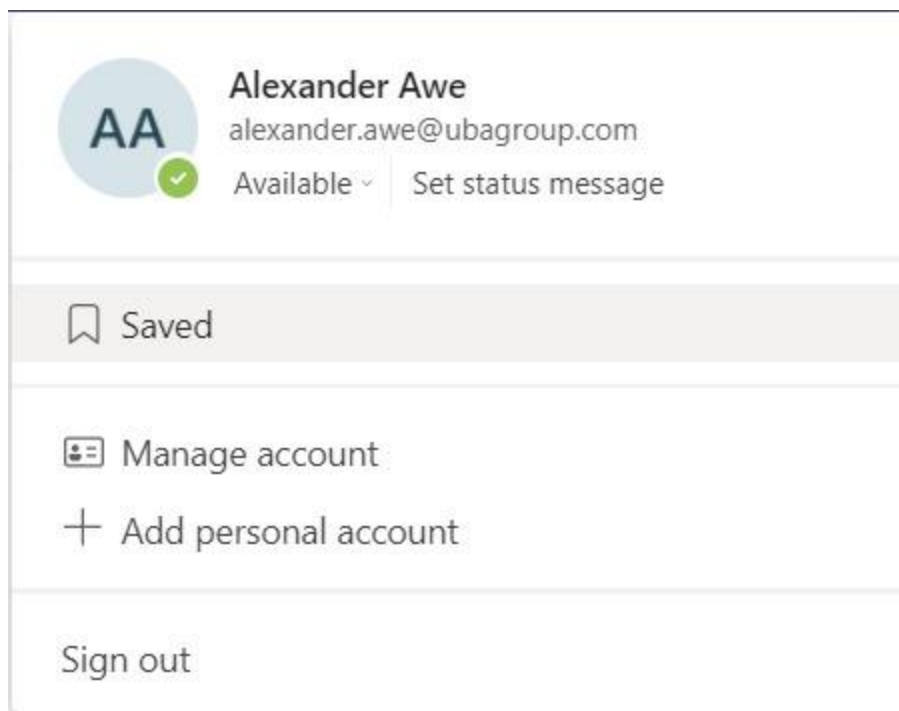 Alexander Awe
AA
alexander.awe@ubagroup.com
Available
Set status message
Saved
Manage account
Add personal account
Sign out